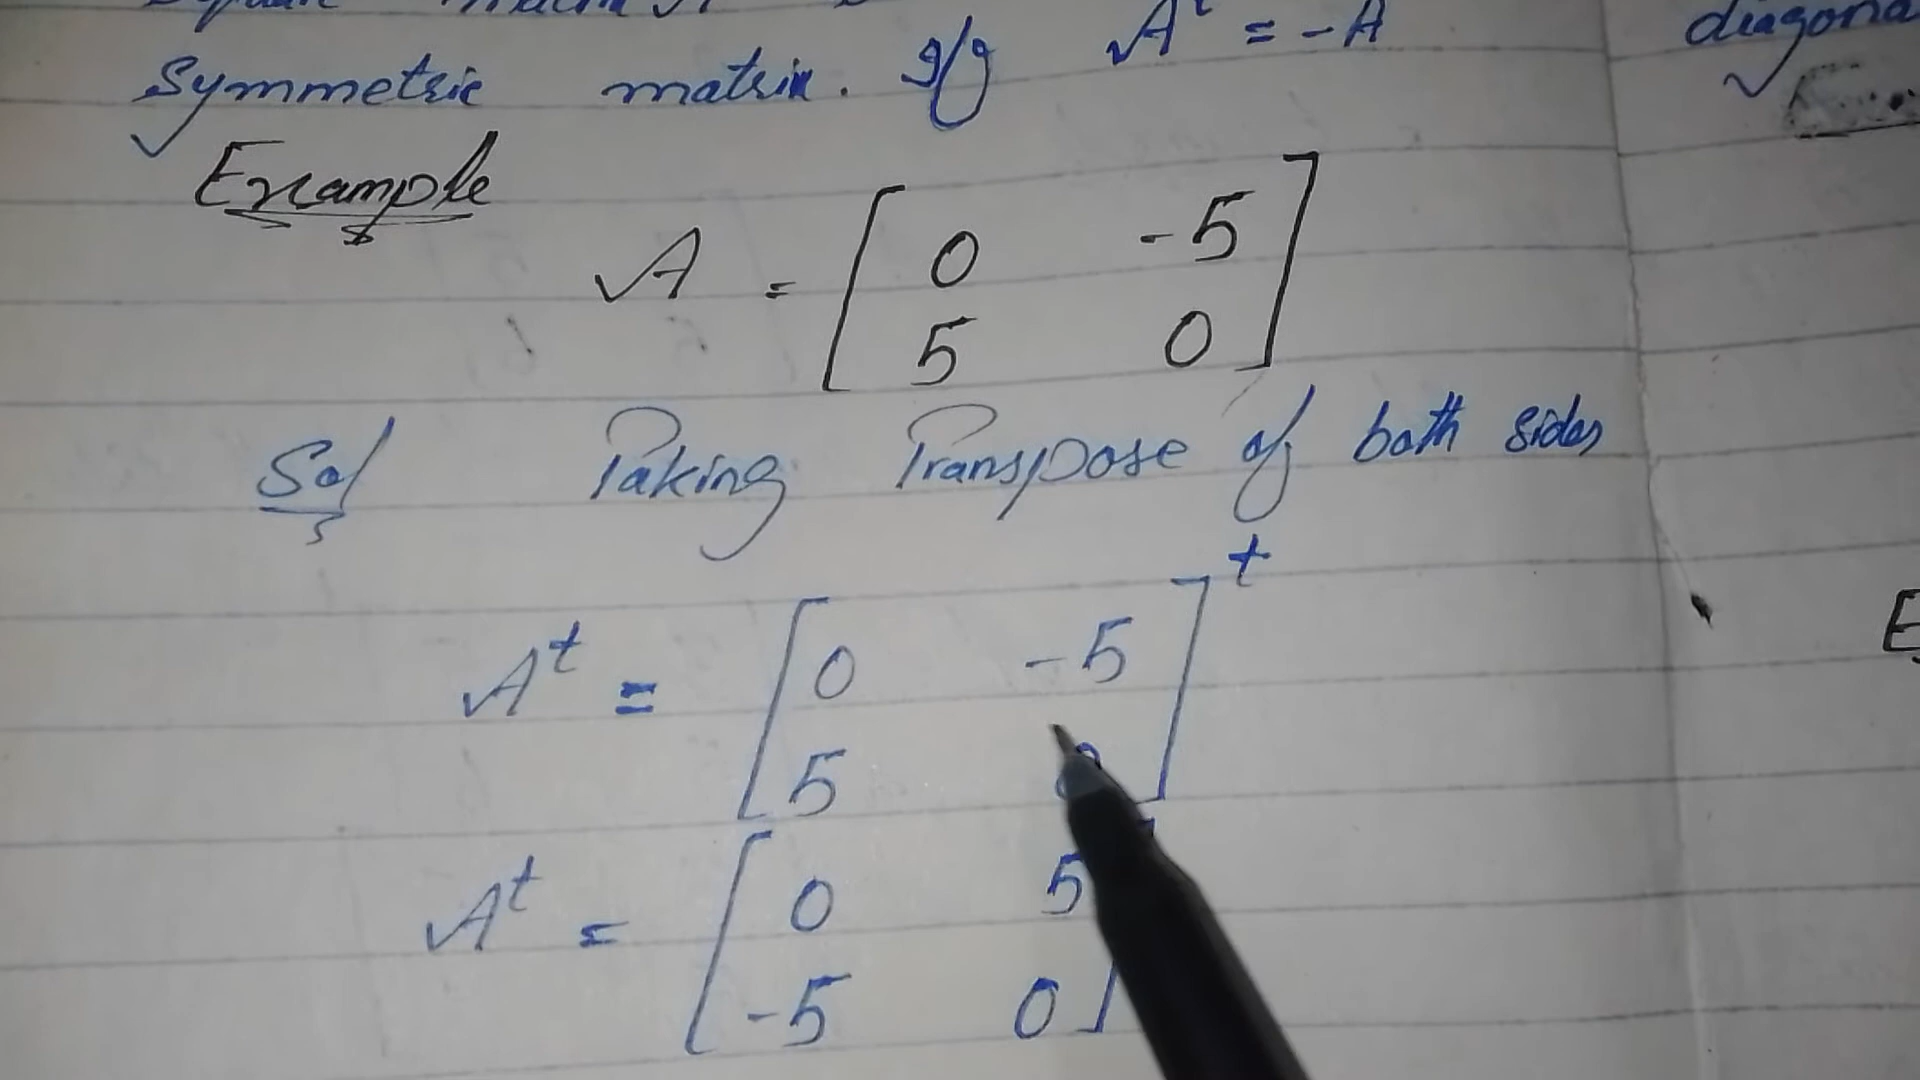 Symmetric matrix. If A^t = -A
diagona
Example
A = [ 0 -5
5 0 ]
Sol Taking Transpose of both sides
A^t = [ 0 -5
5 0 ]^t
A^t = [ 0 5
-5 0 ]
E